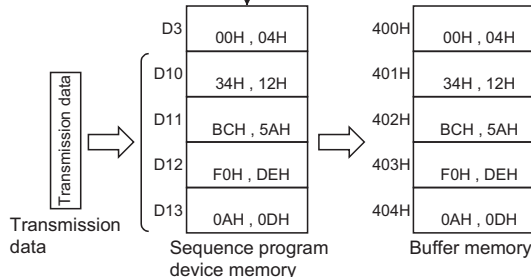 D3 00H , 04H 400H 00H , 04H
D10 34H , 12H 401H 34H , 12H
D11 BCH , 5AH 402H BCH , 5AH
D12 F0H , DEH 403H F0H , DEH
D13 0AH , 0DH 404H 0AH , 0DH
Transmission data
Transmission
data
Sequence program
device memory
Buffer memory